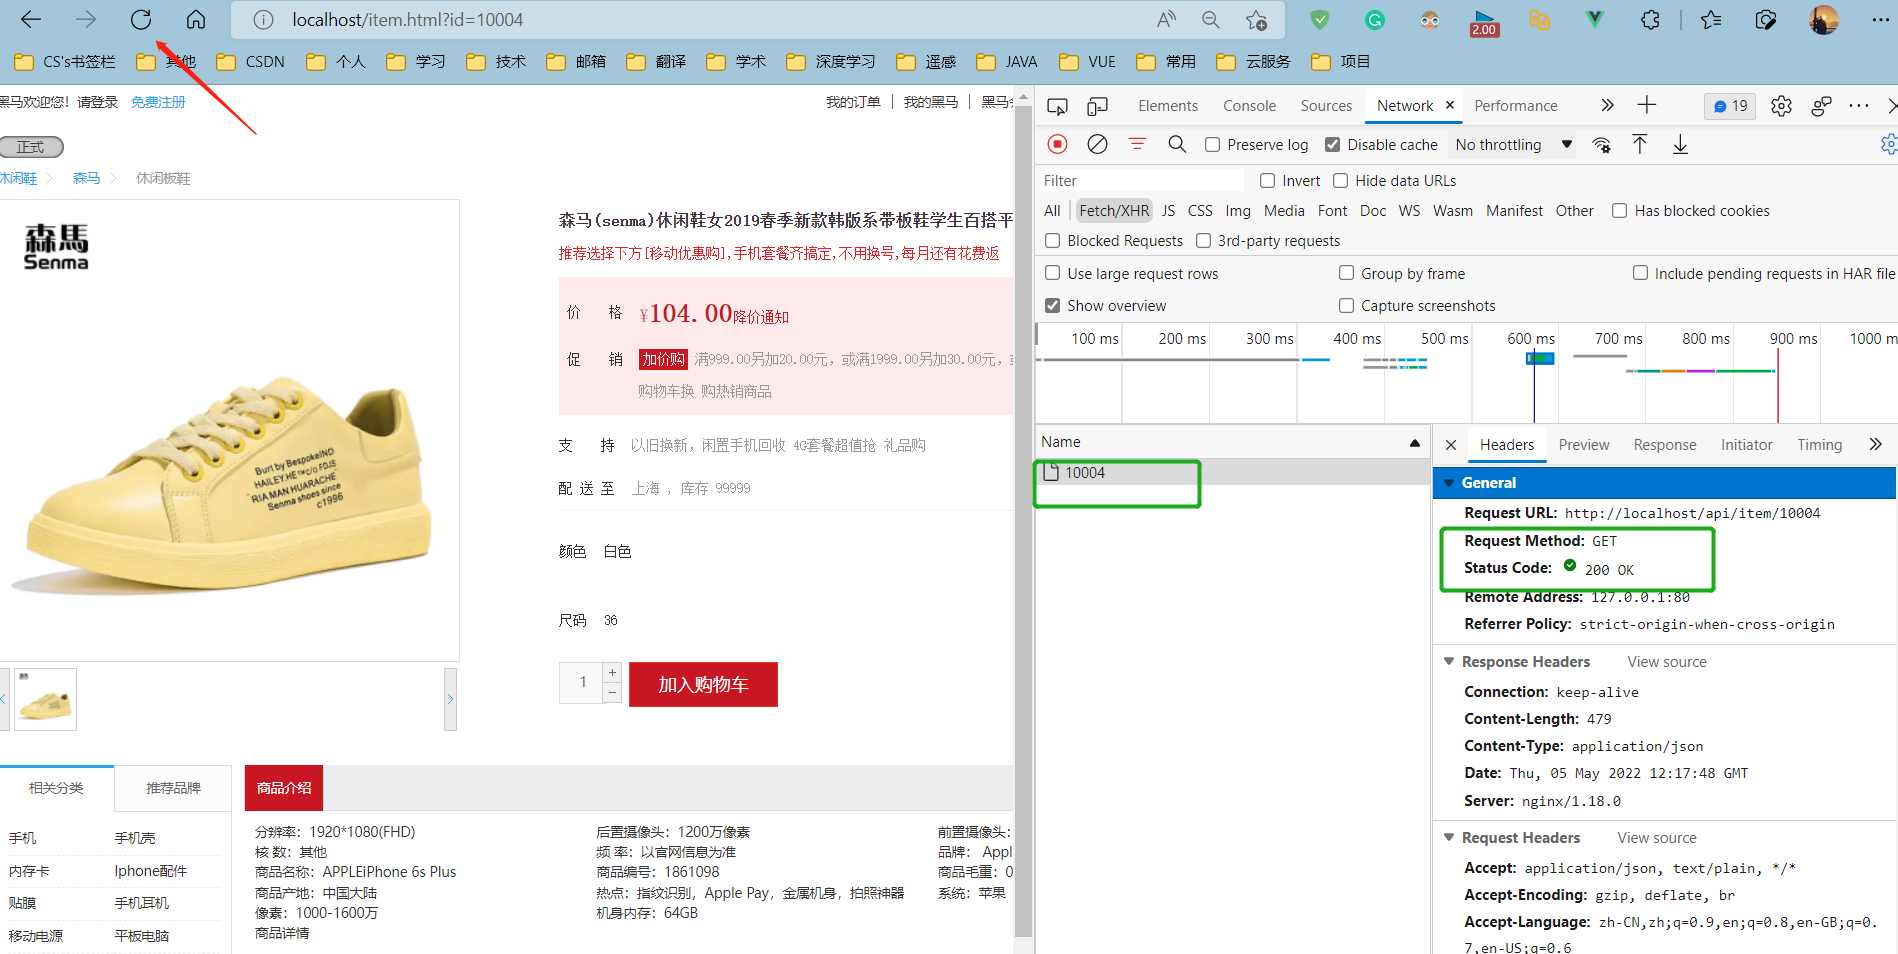 localhost/item.html?id=10004
2.00
CS's书签栏 其他 CSDN 个人 学习 技术 邮箱 翻译 学术 深度学习 遥感 JAVA VUE 常用 云服务 项目
黑马欢迎您！请登录 免费注册
我的订单 我的黑马 黑马
正式
休闲鞋 森马 休闲板鞋
森馬
Senma
Burt by BespokeIND
HAILEY.HE
RIA MAN HUARACHE
Senma shoes since
c1996
森马(senma)休闲鞋女2019春季新款韩版系带板鞋学生百搭平
推荐选择下方[移动优惠购],手机套餐齐搞定,不用换号,每月还有花费返
价 格 ¥104.00降价通知
促 销 加价购 满999.00另加20.00元，或满1999.00另加30.00元，
购物车换 购热销商品
支 持 以旧换新，闲置手机回收 4G套餐超值抢 礼品购
配 送 至 上海 ，库存 99999
颜色 白色
尺码 36
1 + −
加入购物车
相关分类 推荐品牌
手机 手机壳
内存卡 Iphone配件
贴膜 手机耳机
移动电源 平板电脑
商品介绍
分辨率：1920*1080(FHD) 后置摄像头：1200万像素 前置摄像头：
核 数：其他 频 率：以官网信息为准 品牌： Appl
商品名称：APPLEiPhone 6s Plus 商品编号：1861098 商品毛重：0
商品产地：中国大陆 热点：指纹识别，Apple Pay，金属机身，拍照神器 系统：苹果
像素：1000-1600万 机身内存：64GB
商品详情
Elements Console Sources Network Performance 19
Preserve log Disable cache No throttling
Filter Invert Hide data URLs
All Fetch/XHR JS CSS Img Media Font Doc WS Wasm Manifest Other Has blocked cookies
Blocked Requests 3rd-party requests
Use large request rows Group by frame Include pending requests in HAR file
Show overview Capture screenshots
100 ms 200 ms 300 ms 400 ms 500 ms 600 ms 700 ms 800 ms 900 ms 1000 m
Name
10004
Headers Preview Response Initiator Timing
General
Request URL: http://localhost/api/item/10004
Request Method: GET
Status Code: 200 OK
Remote Address: 127.0.0.1:80
Referrer Policy: strict-origin-when-cross-origin
Response Headers View source
Connection: keep-alive
Content-Length: 479
Content-Type: application/json
Date: Thu, 05 May 2022 12:17:48 GMT
Server: nginx/1.18.0
Request Headers View source
Accept: application/json, text/plain, */*
Accept-Encoding: gzip, deflate, br
Accept-Language: zh-CN,zh;q=0.9,en;q=0.8,en-GB;q=0.
7,en-US;q=0.6